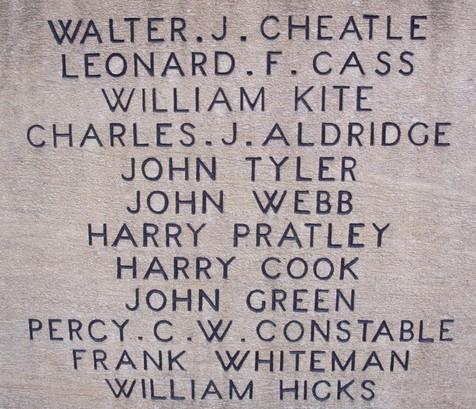 WALTER.J.CHEATLE
LEONARD.F.CASS
WILLIAM KITE
CHARLES.J.ALDRIDGE
JOHN TYLER
JOHN WEBB
HARRY PRATLEY
HARRY COOK
JOHN GREEN
PERCY.C.W.CONSTABLE
FRANK WHITEMAN
WILLIAM HICKS